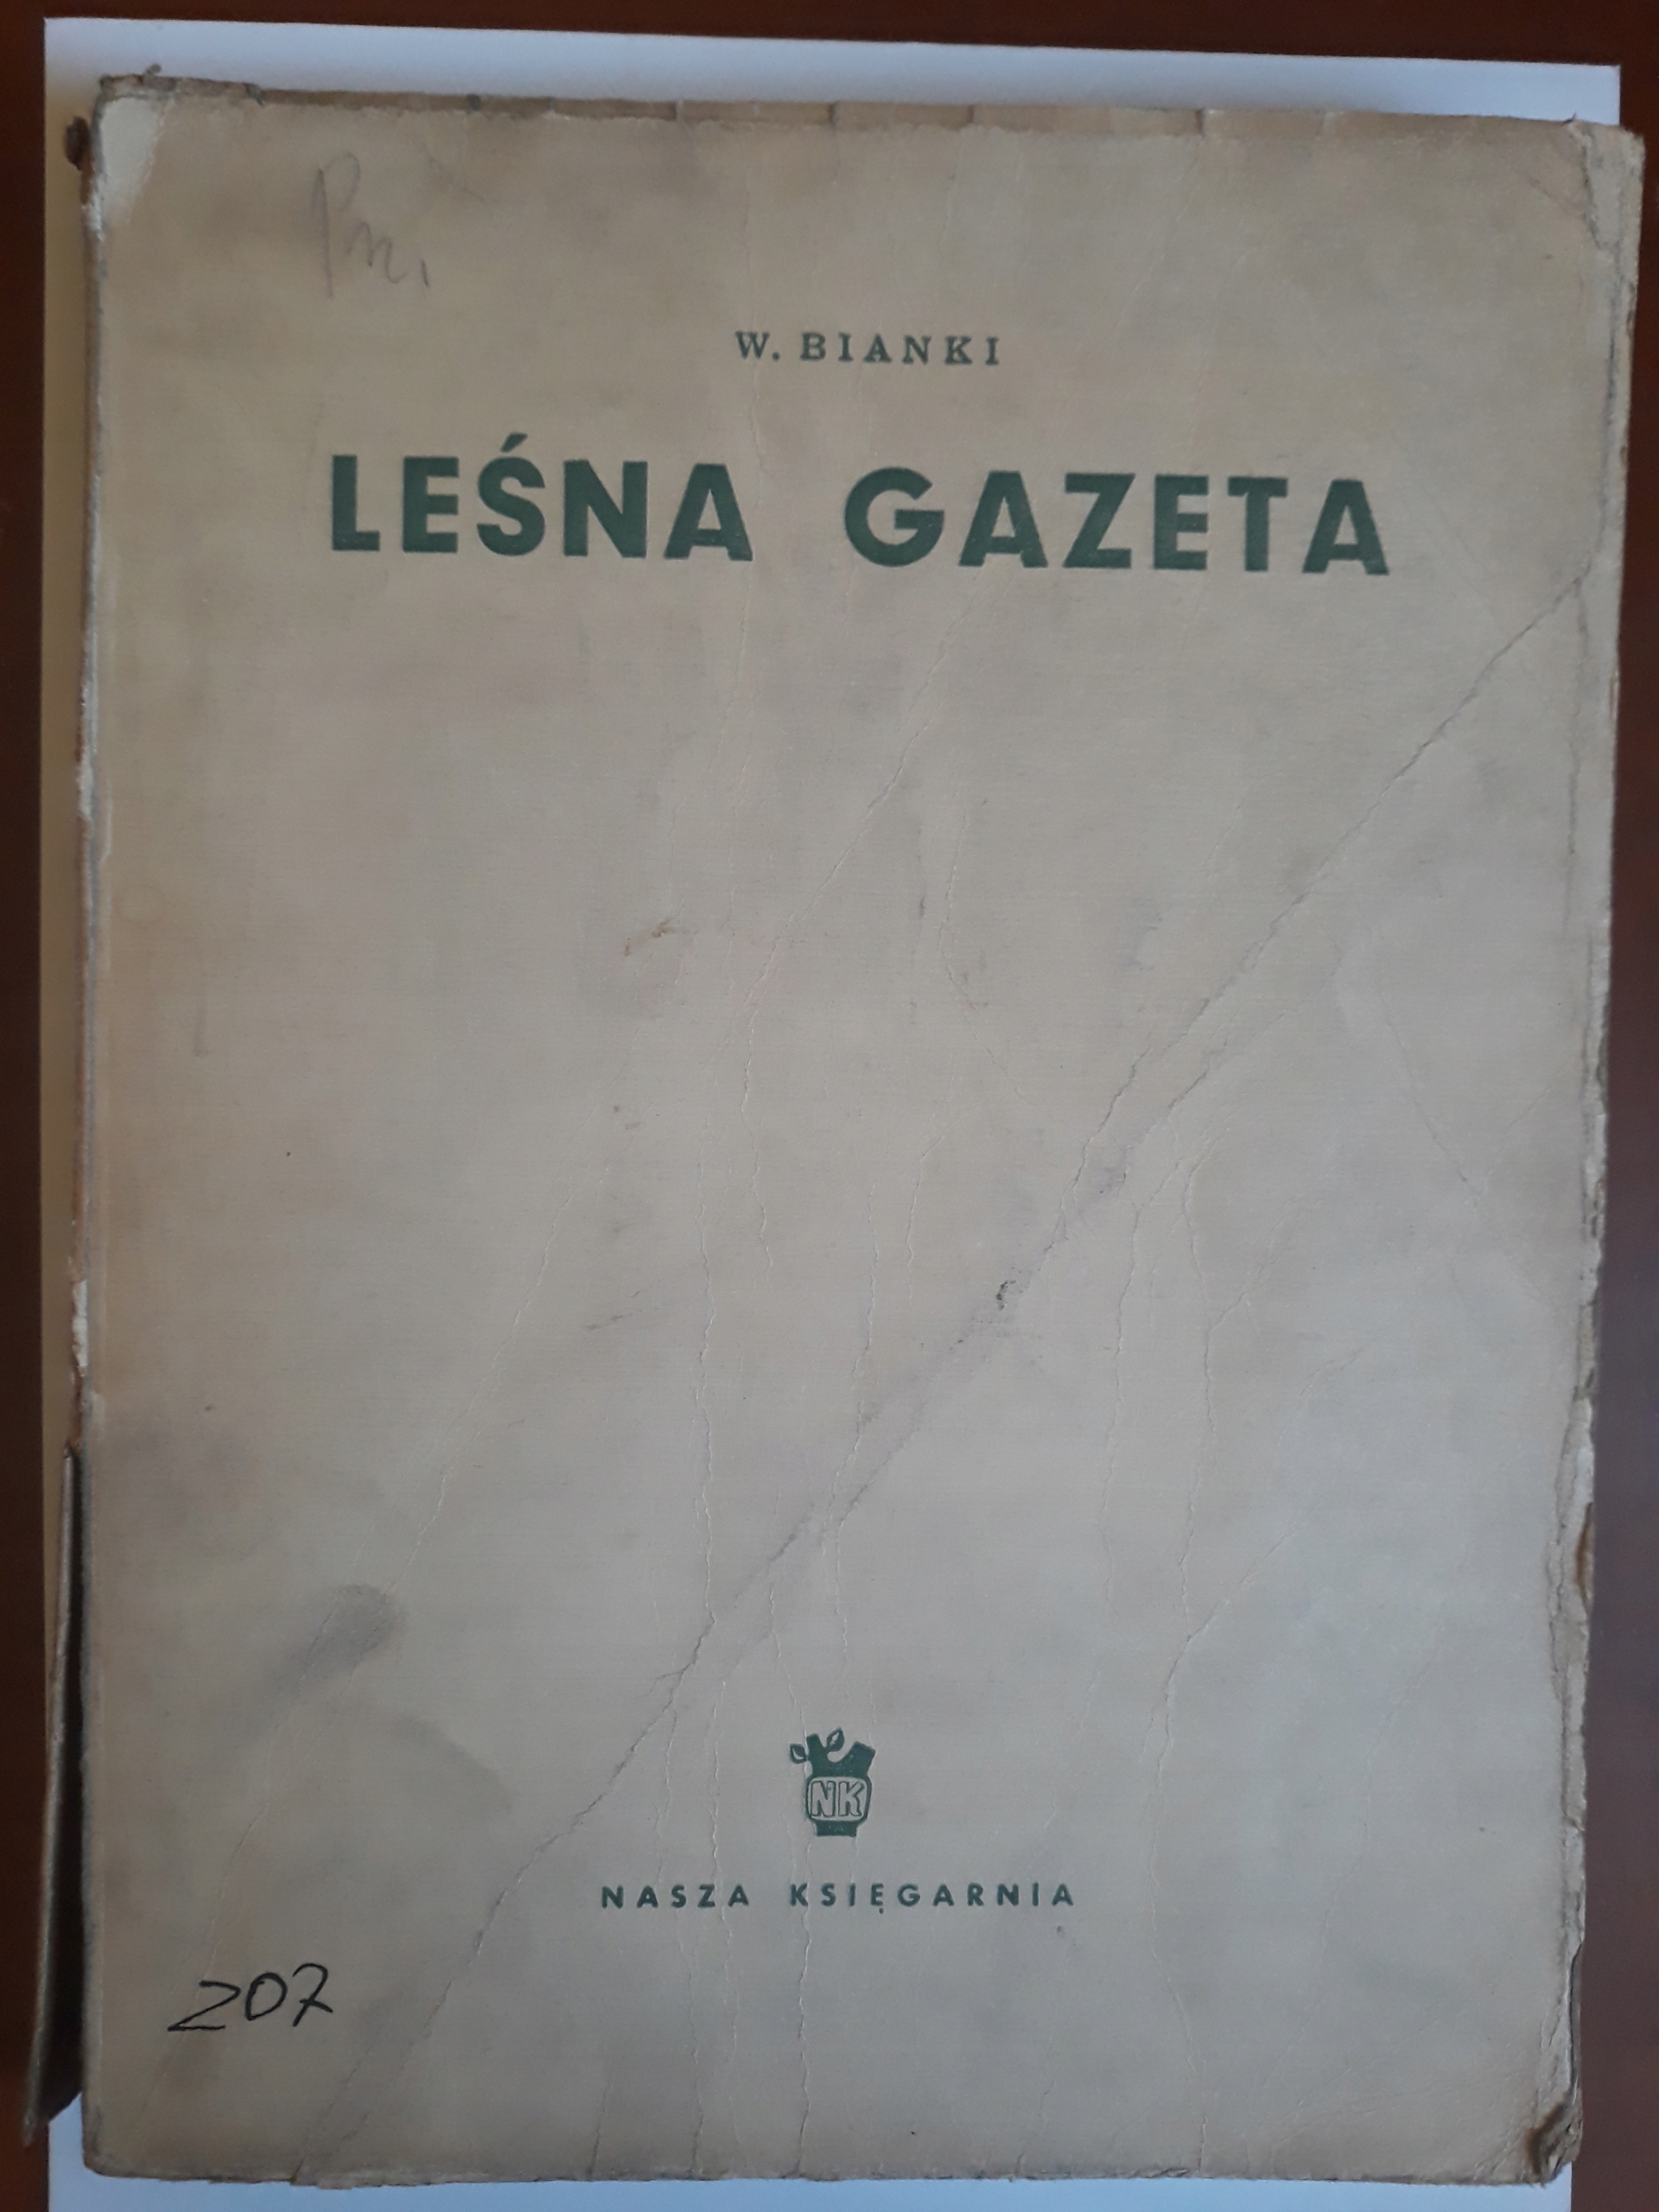 W. BIANKI
LEŚNA GAZETA
NK
NASZA KSIĘGARNIA
207